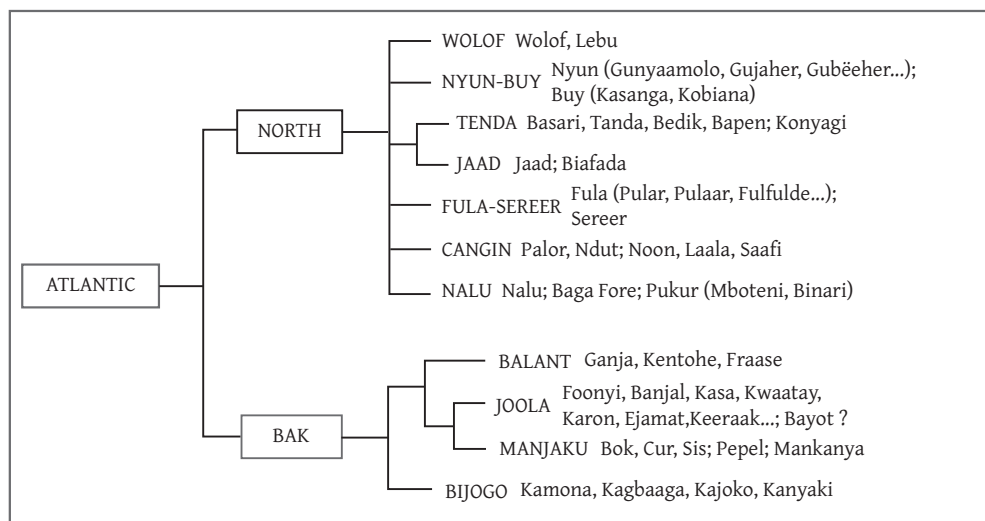 WOLOF Wolof, Lebu
NYUN-BUY Nyun (Gunyaamolo, Gujaher, Gubëeher...);
Buy (Kasanga, Kobiana)
NORTH
TENDA Basari, Tanda, Bedik, Bapen; Konyagi
JAAD Jaad; Biafada
FULA-SEREER Fula (Pular, Pulaar, Fulfulde...);
Sereer
CANGIN Palor, Ndut; Noon, Laala, Saafi
ATLANTIC
NALU Nalu; Baga Fore; Pukur (Mboteni, Binari)
BALANT Ganja, Kentohe, Fraase
JOOLA Foonyi, Banjal, Kasa, Kwaatay,
Karon, Ejamat,Keeraak...; Bayot ?
BAK
MANJAKU Bok, Cur, Sis; Pepel; Mankanya
BIJOGO Kamona, Kagbaaga, Kajoko, Kanyaki